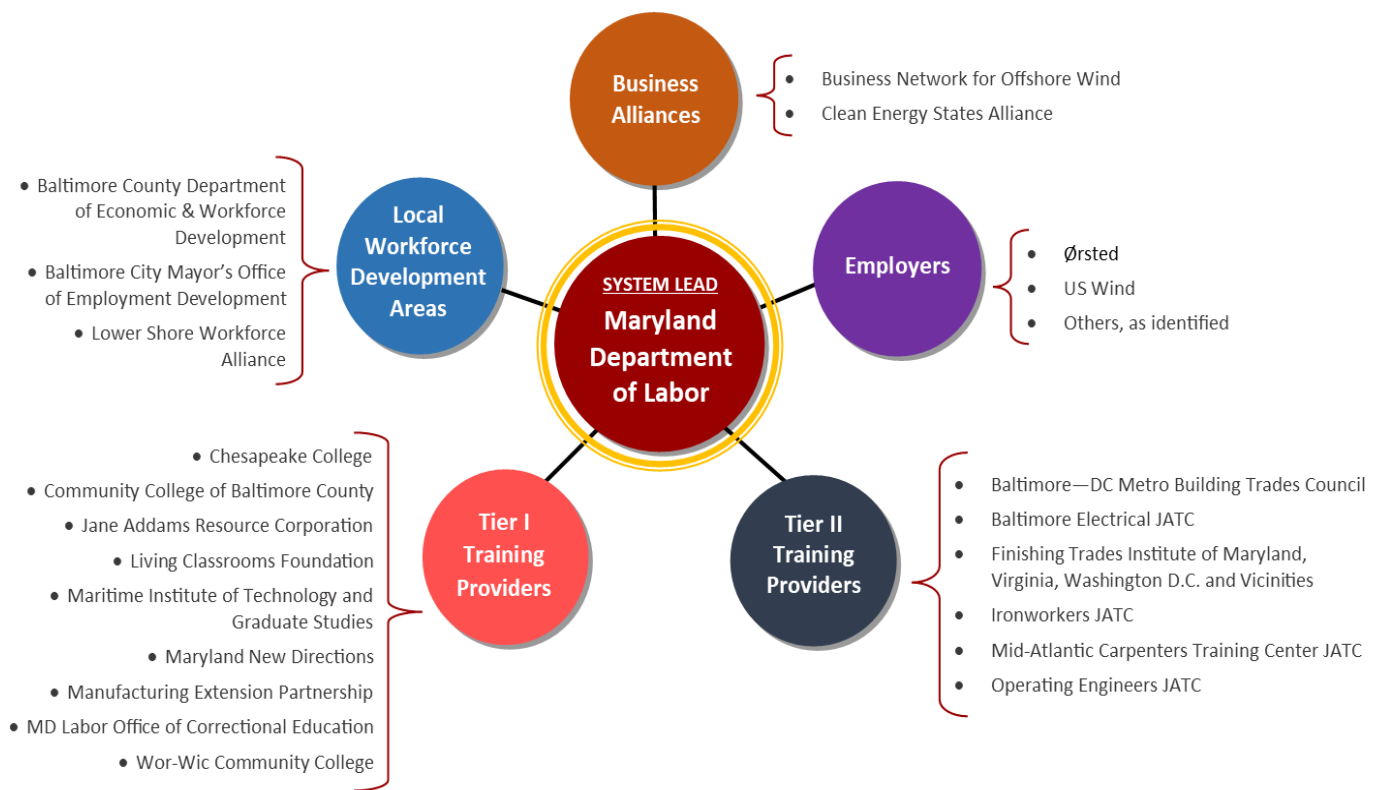 Business
Alliances
• Business Network for Offshore Wind
• Clean Energy States Alliance
• Baltimore County Department
of Economic & Workforce
Development
• Baltimore City Mayor’s Office
of Employment Development
• Lower Shore Workforce
Alliance
Local
Workforce
Development
Areas
SYSTEM LEAD
Maryland
Department
of Labor
Employers
• Ørsted
• US Wind
• Others, as identified
• Chesapeake College
• Community College of Baltimore County
• Jane Addams Resource Corporation
• Living Classrooms Foundation
• Maritime Institute of Technology and
Graduate Studies
• Maryland New Directions
• Manufacturing Extension Partnership
• MD Labor Office of Correctional Education
• Wor-Wic Community College
Tier I
Training
Providers
Tier II
Training
Providers
• Baltimore—DC Metro Building Trades Council
• Baltimore Electrical JATC
• Finishing Trades Institute of Maryland,
Virginia, Washington D.C. and Vicinities
• Ironworkers JATC
• Mid-Atlantic Carpenters Training Center JATC
• Operating Engineers JATC